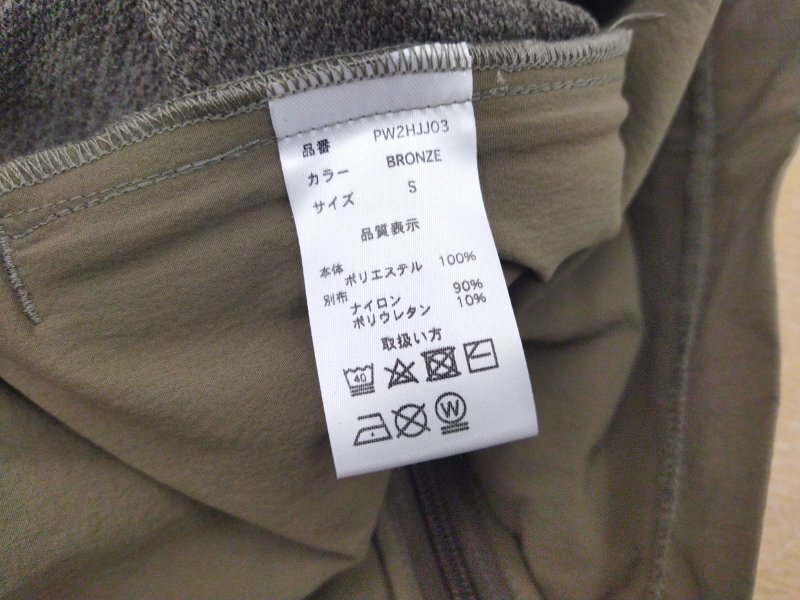 品番 PW2HJJ03
カラー BRONZE
サイズ S
品質表示
本体 ポリエステル 100%
別布 ナイロン 90%
ポリウレタン 10%
取扱い方
40
W